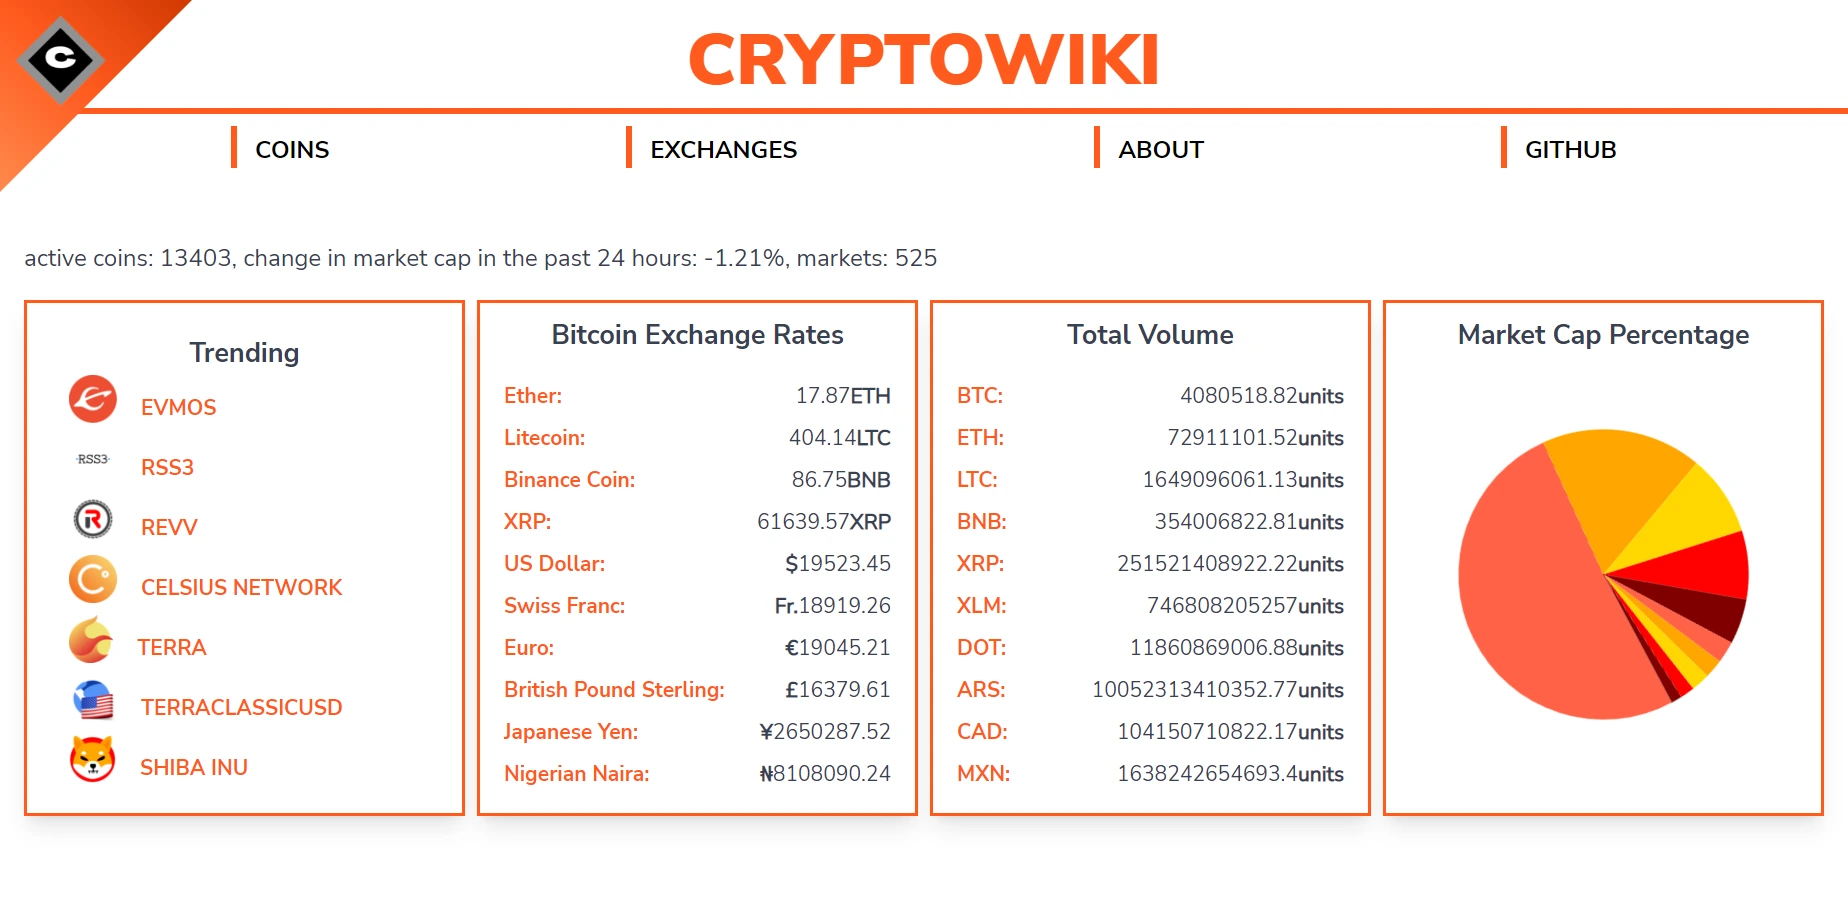 C
CRYPTOWIKI
COINS
EXCHANGES
ABOUT
GITHUB
active coins: 13403, change in market cap in the past 24 hours: -1.21%, markets: 525
Trending
EVMOS
RSS3
RSS3
R
REVV
CELSIUS NETWORK
TERRA
TERRACLASSICUSD
SHIBA INU
Bitcoin Exchange Rates
Ether: 17.87ETH
Litecoin: 404.14LTC
Binance Coin: 86.75BNB
XRP: 61639.57XRP
US Dollar: $19523.45
Swiss Franc: Fr.18919.26
Euro: €19045.21
British Pound Sterling: £16379.61
Japanese Yen: ¥2650287.52
Nigerian Naira: ₦8108090.24
Total Volume
BTC: 4080518.82units
ETH: 72911101.52units
LTC: 1649096061.13units
BNB: 354006822.81units
XRP: 251521408922.22units
XLM: 746808205257units
DOT: 11860869006.88units
ARS: 10052313410352.77units
CAD: 104150710822.17units
MXN: 1638242654693.4units
Market Cap Percentage